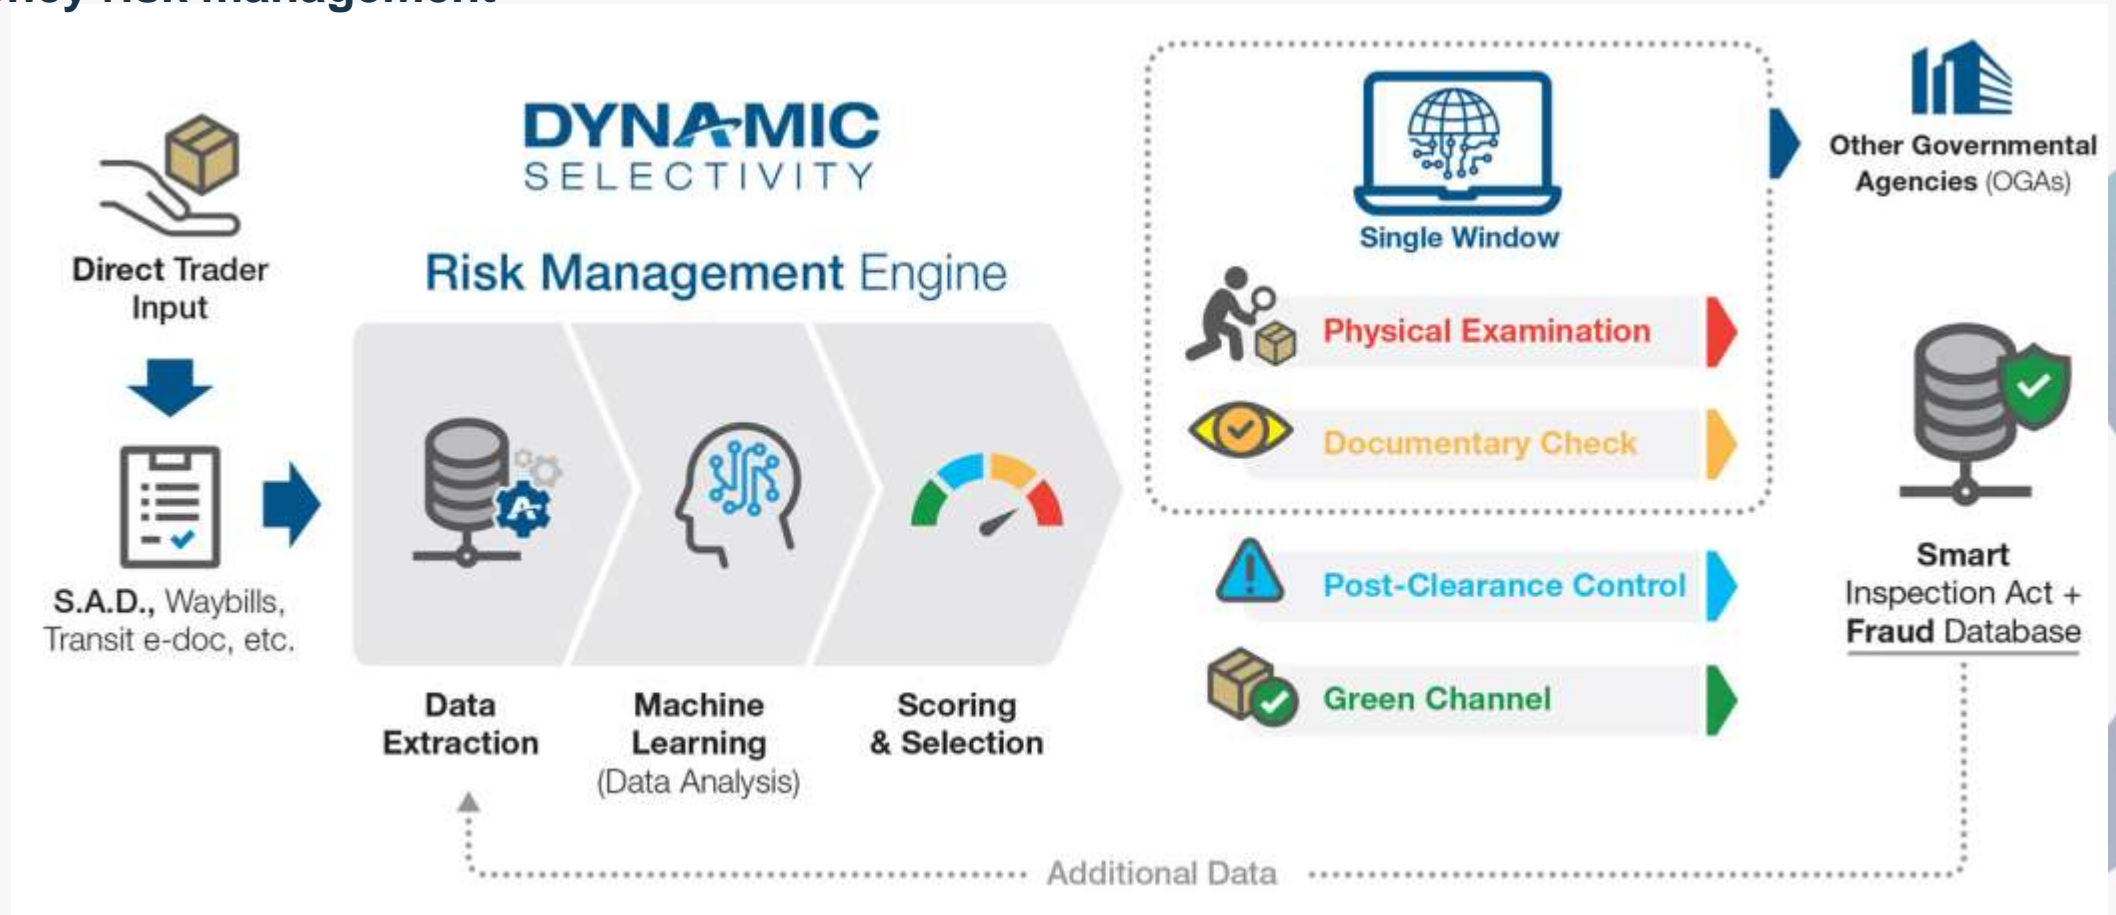 risk management
DYNAMIC
SELECTIVITY
Risk Management Engine
Direct Trader
Input
S.A.D., Waybills,
Transit e-doc, etc.
Data
Extraction
Machine
Learning
(Data Analysis)
Scoring
& Selection
Single Window
Physical Examination
Documentary Check
Post-Clearance Control
Green Channel
Other Governmental
Agencies (OGAs)
Smart
Inspection Act +
Fraud Database
Additional Data